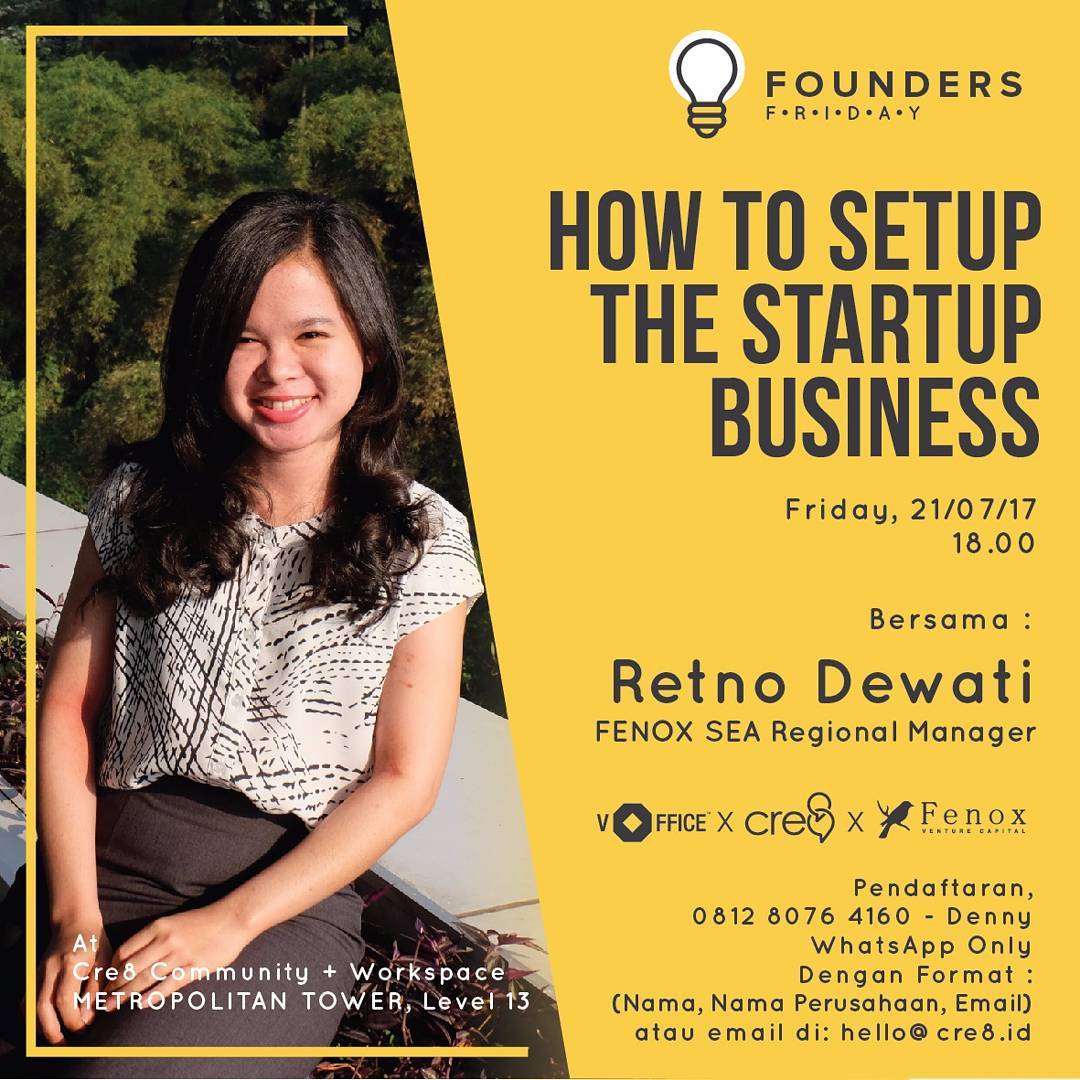 FOUNDERS
F•R•I•D•A•Y
HOW TO SETUP
THE STARTUP
BUSINESS
Friday, 21/07/17
18.00
Bersama :
Retno Dewati
FENOX SEA Regional Manager
VOFFICE™ X cre8 X Fenox
VENTURE CAPITAL
Pendaftaran,
0812 8076 4160 - Denny
WhatsApp Only
Dengan Format :
(Nama, Nama Perusahaan, Email)
atau email di: hello@cre8.id
At
Cre8 Community + Workspace
METROPOLITAN TOWER, Level 13